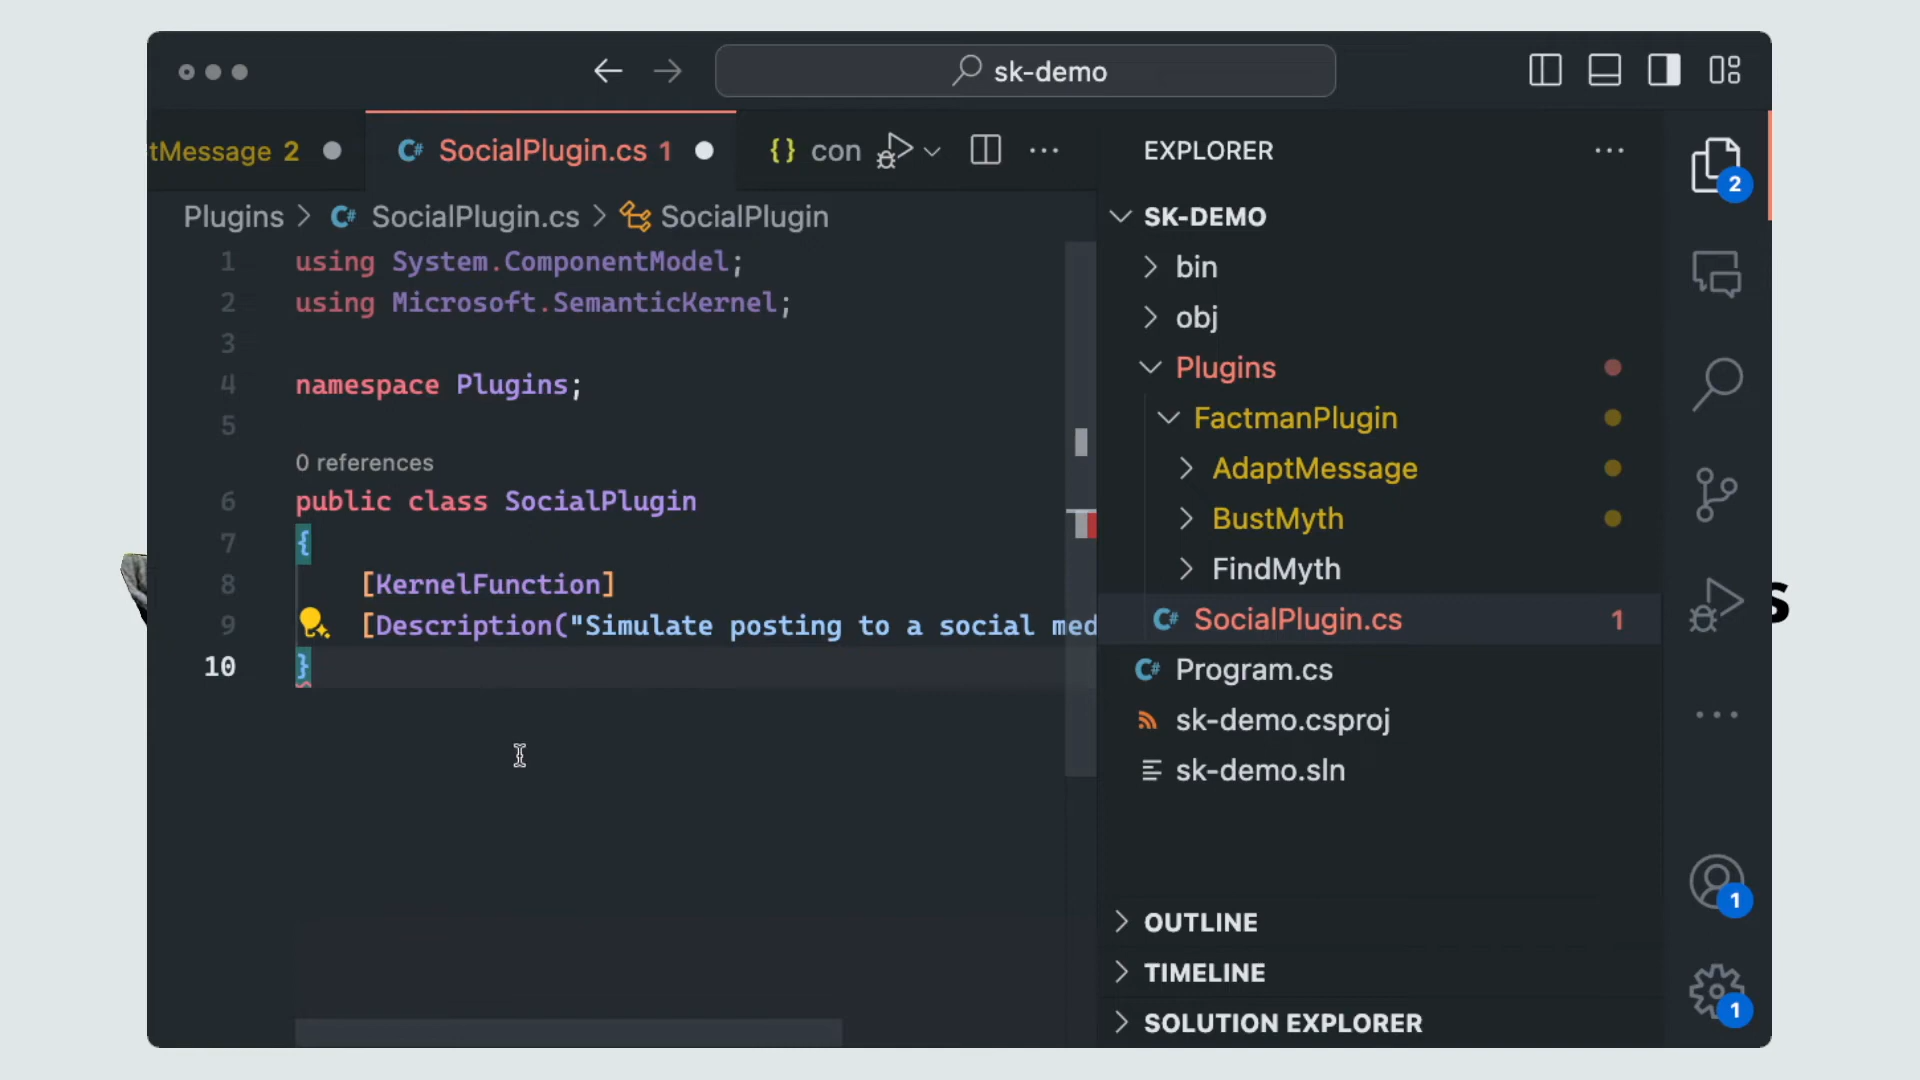 sk-demo
tMessage 2
SocialPlugin.cs 1
{} con
Plugins > SocialPlugin.cs > SocialPlugin
1 using System.ComponentModel;
2 using Microsoft.SemanticKernel;
3
4 namespace Plugins;
5
0 references
6 public class SocialPlugin
7 {
8 [KernelFunction]
9 [Description("Simulate posting to a social med
10 }
EXPLORER
SK-DEMO
bin
obj
Plugins
FactmanPlugin
AdaptMessage
BustMyth
FindMyth
SocialPlugin.cs 1
Program.cs
sk-demo.csproj
sk-demo.sln
OUTLINE
TIMELINE
SOLUTION EXPLORER
2
1
1
s